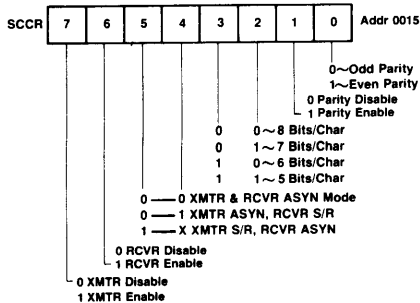 SCCR 7 6 5 4 3 2 1 0 Addr 0015
0~Odd Parity
1~Even Parity
0 Parity Disable
1 Parity Enable
0 0~8 Bits/Char
0 1~7 Bits/Char
1 0~6 Bits/Char
1 1~5 Bits/Char
0—0 XMTR & RCVR ASYN Mode
0—1 XMTR ASYN, RCVR S/R
1—X XMTR S/R, RCVR ASYN
0 RCVR Disable
1 RCVR Enable
0 XMTR Disable
1 XMTR Enable